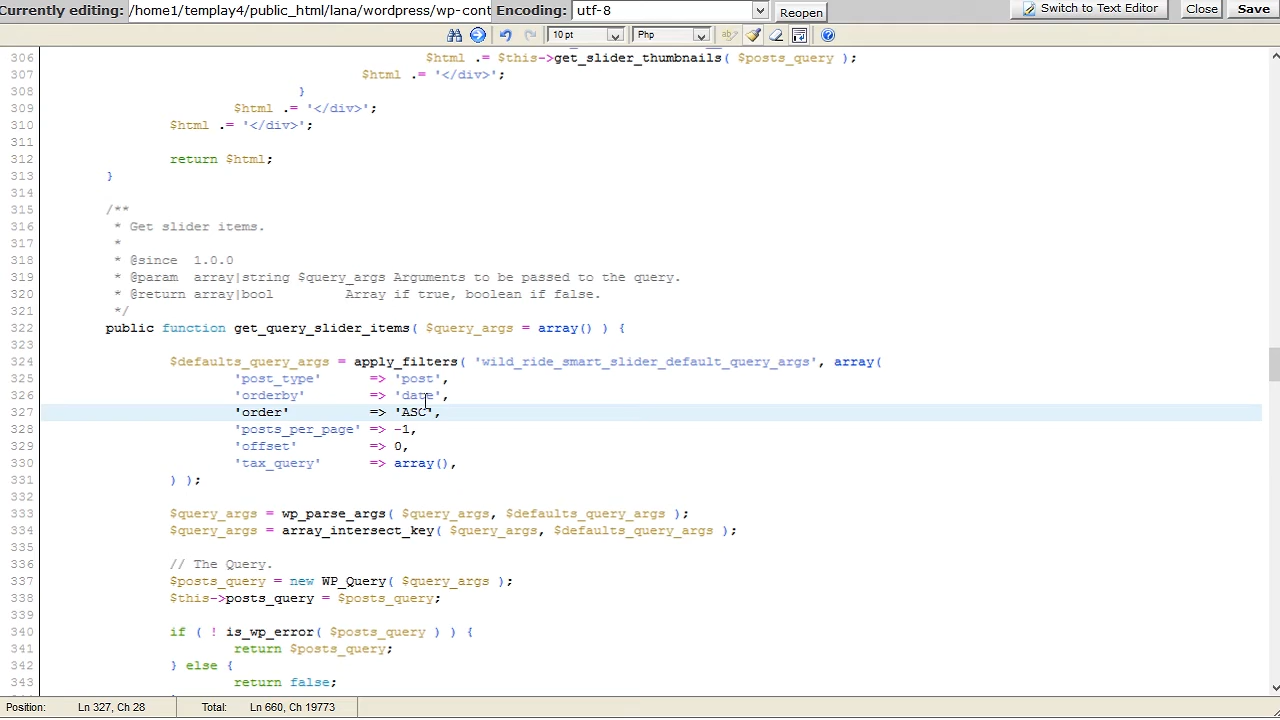 Currently editing: /home1/templay4/public_html/lana/wordpress/wp-cont Encoding: utf-8 Reopen Switch to Text Editor Close Save
10 pt Php
306 $html .= $this->get_slider_thumbnails( $posts_query );
307 $html .= '</div>';
308 }
309 $html .= '</div>';
310 $html .= '</div>';
311
312 return $html;
313 }
314
315 /**
316 * Get slider items.
317 *
318 * @since 1.0.0
319 * @param array|string $query_args Arguments to be passed to the query.
320 * @return array|bool Array if true, boolean if false.
321 */
322 public function get_query_slider_items( $query_args = array() ) {
323
324 $defaults_query_args = apply_filters( 'wild_ride_smart_slider_default_query_args', array(
325 'post_type' => 'post',
326 'orderby' => 'date',
327 'order' => 'ASC',
328 'posts_per_page' => -1,
329 'offset' => 0,
330 'tax_query' => array(),
331 ) );
332
333 $query_args = wp_parse_args( $query_args, $defaults_query_args );
334 $query_args = array_intersect_key( $query_args, $defaults_query_args );
335
336 // The Query.
337 $posts_query = new WP_Query( $query_args );
338 $this->posts_query = $posts_query;
339
340 if ( ! is_wp_error( $posts_query ) ) {
341 return $posts_query;
342 } else {
343 return false;
Position: Ln 327, Ch 28 Total: Ln 660, Ch 19773